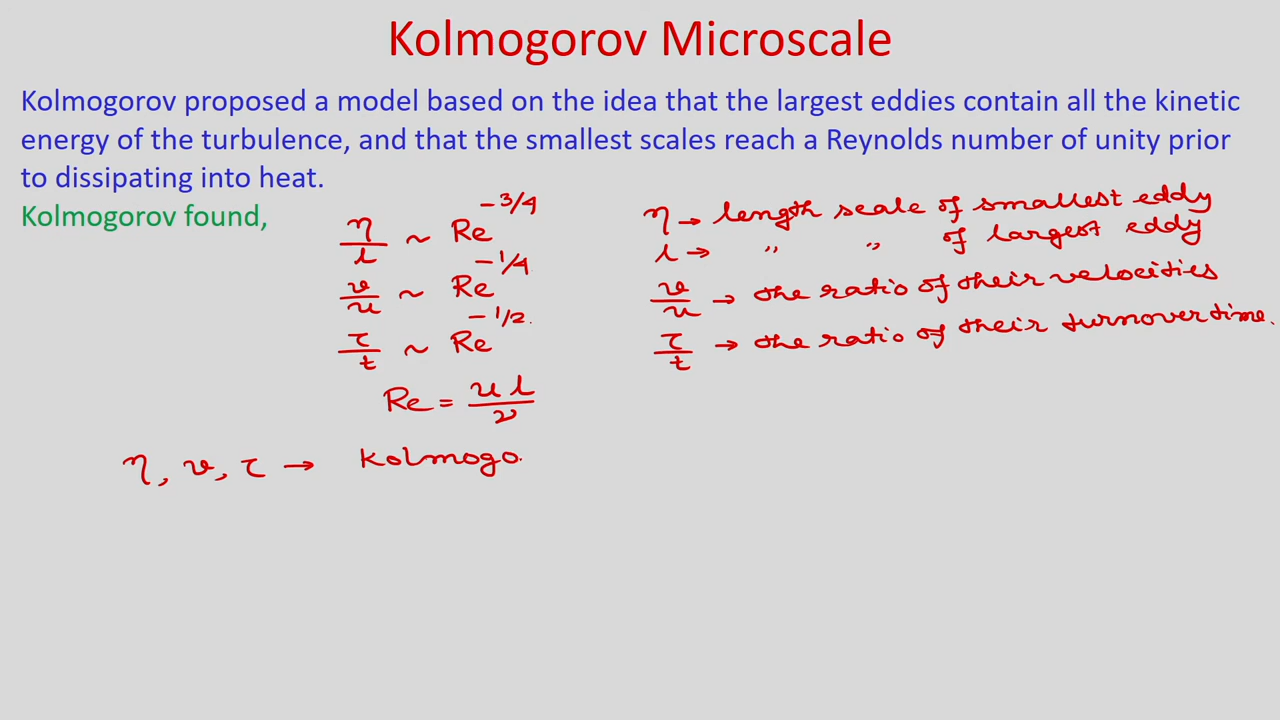 Kolmogorov Microscale
Kolmogorov proposed a model based on the idea that the largest eddies contain all the kinetic
energy of the turbulence, and that the smallest scales reach a Reynolds number of unity prior
to dissipating into heat.
Kolmogorov found,
η/l ~ Re^(-3/4)
v/u ~ Re^(-1/4)
τ/t ~ Re^(-1/2)
Re = ul/ν
η → length scale of smallest eddy
l → " " of largest eddy
v/u → the ratio of their velocities
τ/t → the ratio of their turnover time.
η, v, τ → Kolmogo